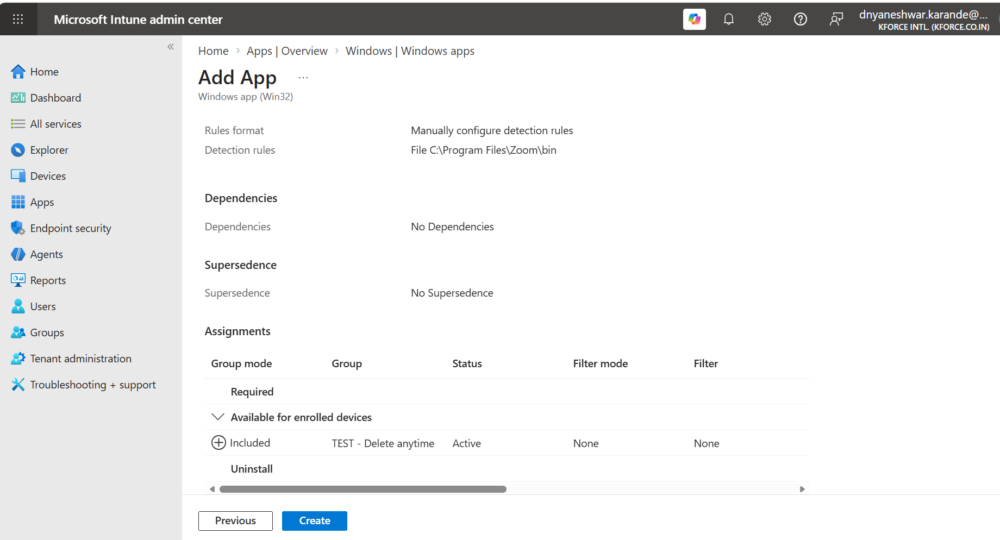 Microsoft Intune admin center
dnyaneshwar.karande@...
KFORCE INTL. (KFORCE.CO.IN)
Home
Dashboard
All services
Explorer
Devices
Apps
Endpoint security
Agents
Reports
Users
Groups
Tenant administration
Troubleshooting + support
Home > Apps | Overview > Windows | Windows apps
Add App ...
Windows app (Win32)
Rules format Manually configure detection rules
Detection rules File C:\Program Files\Zoom\bin
Dependencies
Dependencies No Dependencies
Supersedence
Supersedence No Supersedence
Assignments
Group mode Group Status Filter mode Filter
Required
Available for enrolled devices
Included TEST - Delete anytime Active None None
Uninstall
Previous Create